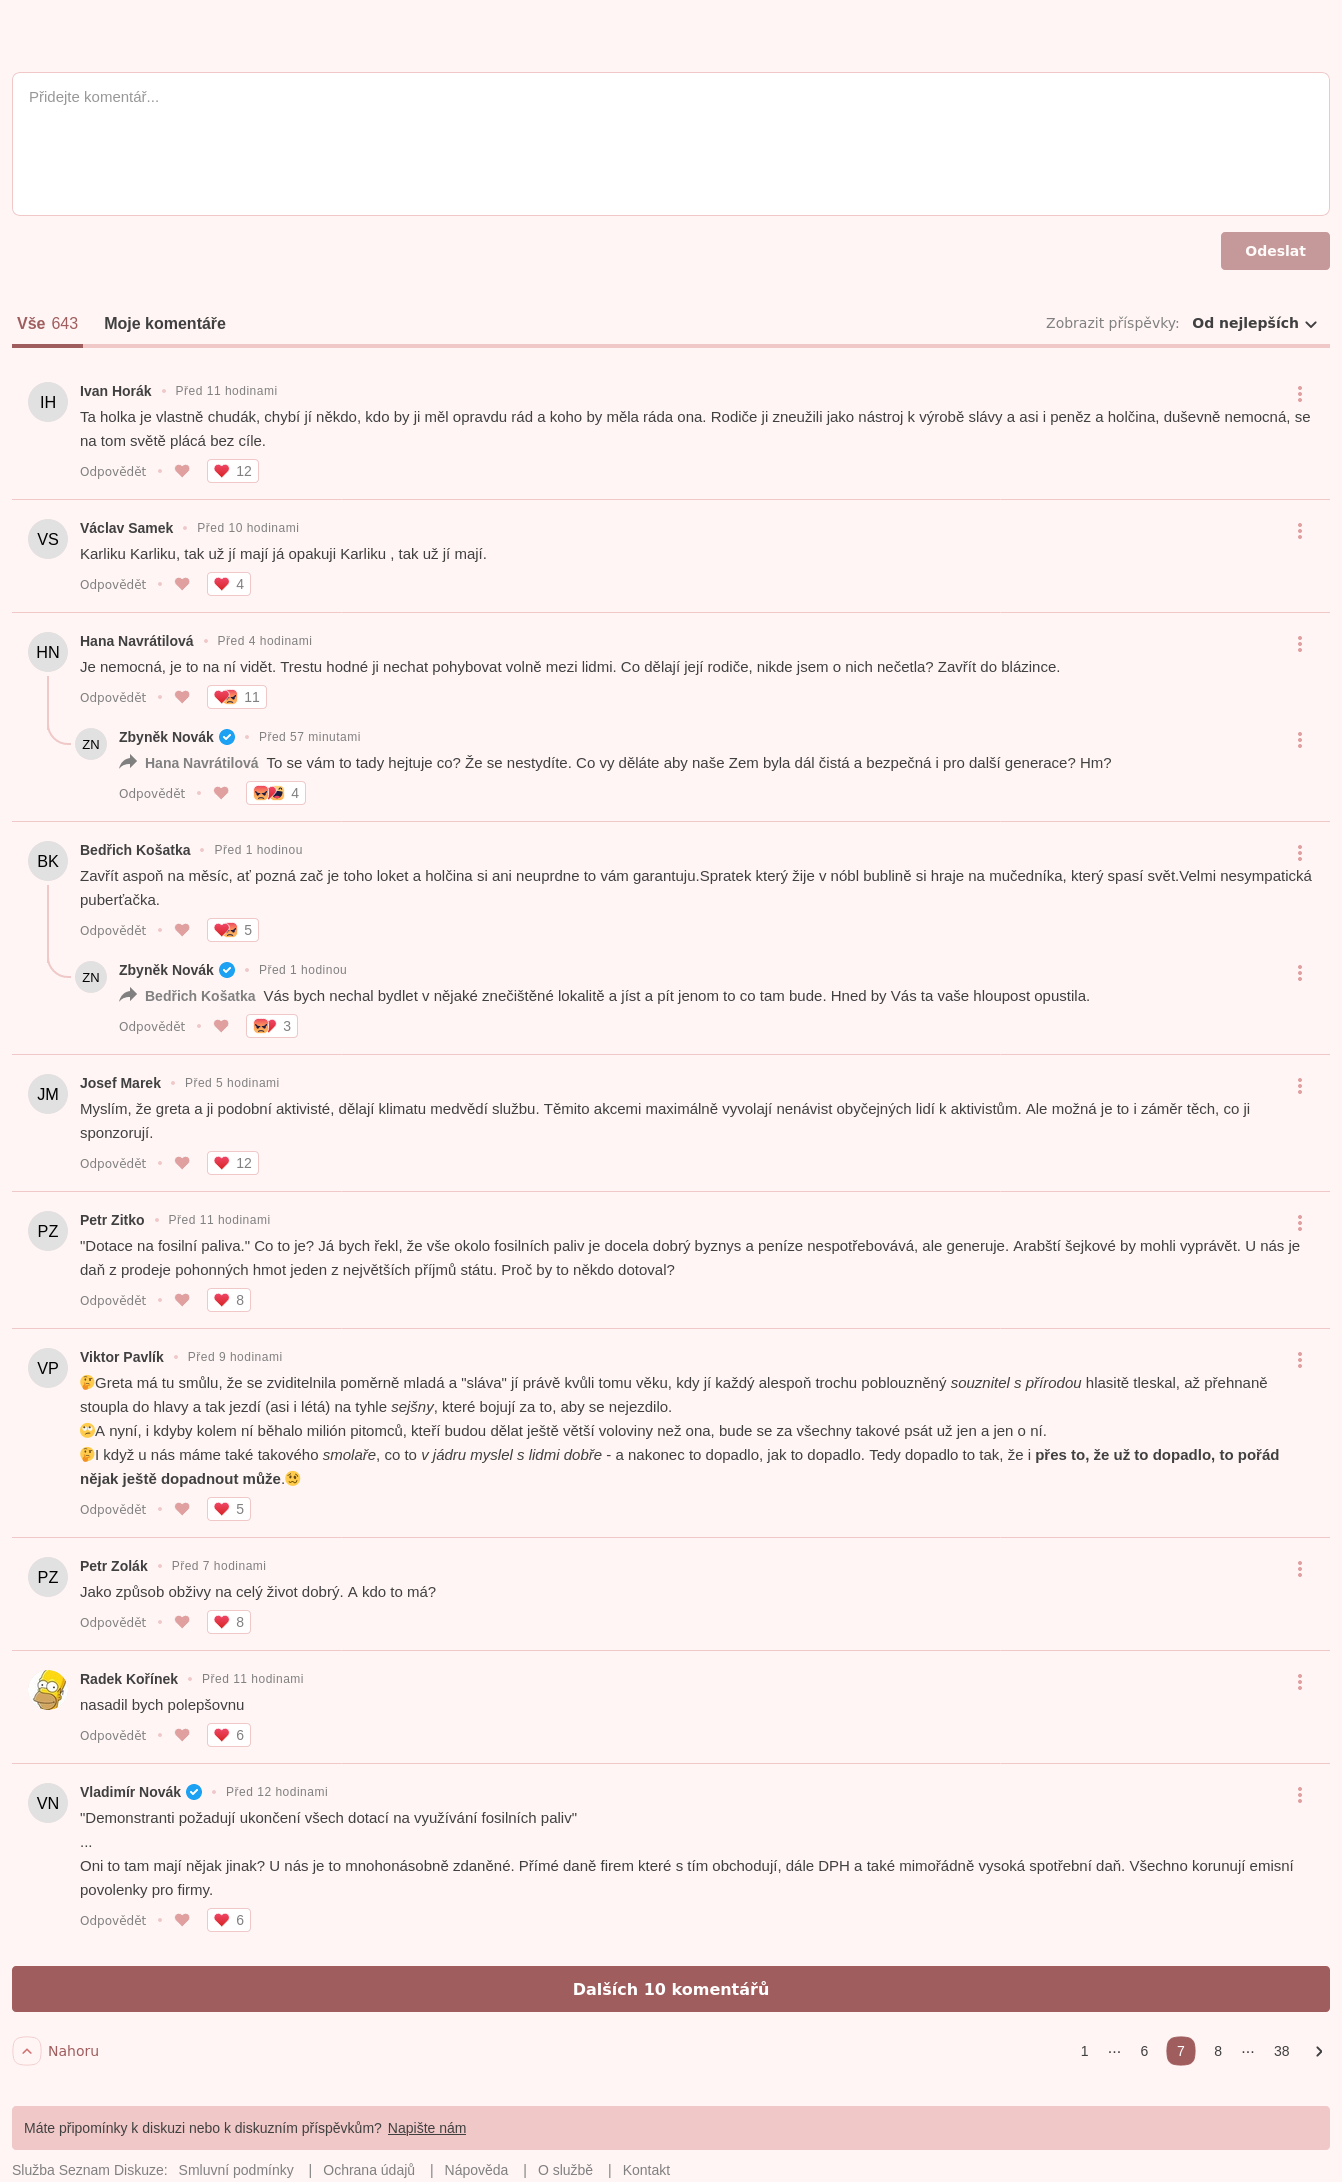 Přidejte komentář...
Odeslat
Vše 643 Moje komentáře Zobrazit příspěvky: Od nejlepších
IH Ivan Horák • Před 11 hodinami
Ta holka je vlastně chudák, chybí jí někdo, kdo by ji měl opravdu rád a koho by měla ráda ona. Rodiče ji zneužili jako nástroj k výrobě slávy a asi i peněz a holčina, duševně nemocná, se
na tom světě plácá bez cíle.
Odpovědět • 12
VS Václav Samek • Před 10 hodinami
Karliku Karliku, tak už jí mají já opakuji Karliku , tak už jí mají.
Odpovědět • 4
HN Hana Navrátilová • Před 4 hodinami
Je nemocná, je to na ní vidět. Trestu hodné ji nechat pohybovat volně mezi lidmi. Co dělají její rodiče, nikde jsem o nich nečetla? Zavřít do blázince.
Odpovědět • 11
ZN Zbyněk Novák • Před 57 minutami
Hana Navrátilová To se vám to tady hejtuje co? Že se nestydíte. Co vy děláte aby naše Zem byla dál čistá a bezpečná i pro další generace? Hm?
Odpovědět • 4
BK Bedřich Košatka • Před 1 hodinou
Zavřít aspoň na měsíc, ať pozná zač je toho loket a holčina si ani neuprdne to vám garantuju.Spratek který žije v nóbl bublině si hraje na mučedníka, který spasí svět.Velmi nesympatická
puberťačka.
Odpovědět • 5
ZN Zbyněk Novák • Před 1 hodinou
Bedřich Košatka Vás bych nechal bydlet v nějaké znečištěné lokalitě a jíst a pít jenom to co tam bude. Hned by Vás ta vaše hloupost opustila.
Odpovědět • 3
JM Josef Marek • Před 5 hodinami
Myslím, že greta a ji podobní aktivisté, dělají klimatu medvědí službu. Těmito akcemi maximálně vyvolají nenávist obyčejných lidí k aktivistům. Ale možná je to i záměr těch, co ji
sponzorují.
Odpovědět • 12
PZ Petr Zitko • Před 11 hodinami
"Dotace na fosilní paliva." Co to je? Já bych řekl, že vše okolo fosilních paliv je docela dobrý byznys a peníze nespotřebovává, ale generuje. Arabští šejkové by mohli vyprávět. U nás je
daň z prodeje pohonných hmot jeden z největších příjmů státu. Proč by to někdo dotoval?
Odpovědět • 8
VP Viktor Pavlík • Před 9 hodinami
🤔Greta má tu smůlu, že se zviditelnila poměrně mladá a "sláva" jí právě kvůli tomu věku, kdy jí každý alespoň trochu poblouzněný souznitel s přírodou hlasitě tleskal, až přehnaně
stoupla do hlavy a tak jezdí (asi i létá) na tyhle sejšny, které bojují za to, aby se nejezdilo.
🙄A nyní, i kdyby kolem ní běhalo milión pitomců, kteří budou dělat ještě větší voloviny než ona, bude se za všechny takové psát už jen a jen o ní.
🤔I když u nás máme také takového smolaře, co to v jádru myslel s lidmi dobře - a nakonec to dopadlo, jak to dopadlo. Tedy dopadlo to tak, že i přes to, že už to dopadlo, to pořád
nějak ještě dopadnout může.🥴
Odpovědět • 5
PZ Petr Zolák • Před 7 hodinami
Jako způsob obživy na celý život dobrý. A kdo to má?
Odpovědět • 8
Radek Kořínek • Před 11 hodinami
nasadil bych polepšovnu
Odpovědět • 6
VN Vladimír Novák • Před 12 hodinami
"Demonstranti požadují ukončení všech dotací na využívání fosilních paliv"
...
Oni to tam mají nějak jinak? U nás je to mnohonásobně zdaněné. Přímé daně firem které s tím obchodují, dále DPH a také mimořádně vysoká spotřební daň. Všechno korunují emisní
povolenky pro firmy.
Odpovědět • 6
Dalších 10 komentářů
Nahoru 1 ··· 6 7 8 ··· 38
Máte připomínky k diskuzi nebo k diskuzním příspěvkům? Napište nám
Služba Seznam Diskuze: Smluvní podmínky | Ochrana údajů | Nápověda | O službě | Kontakt